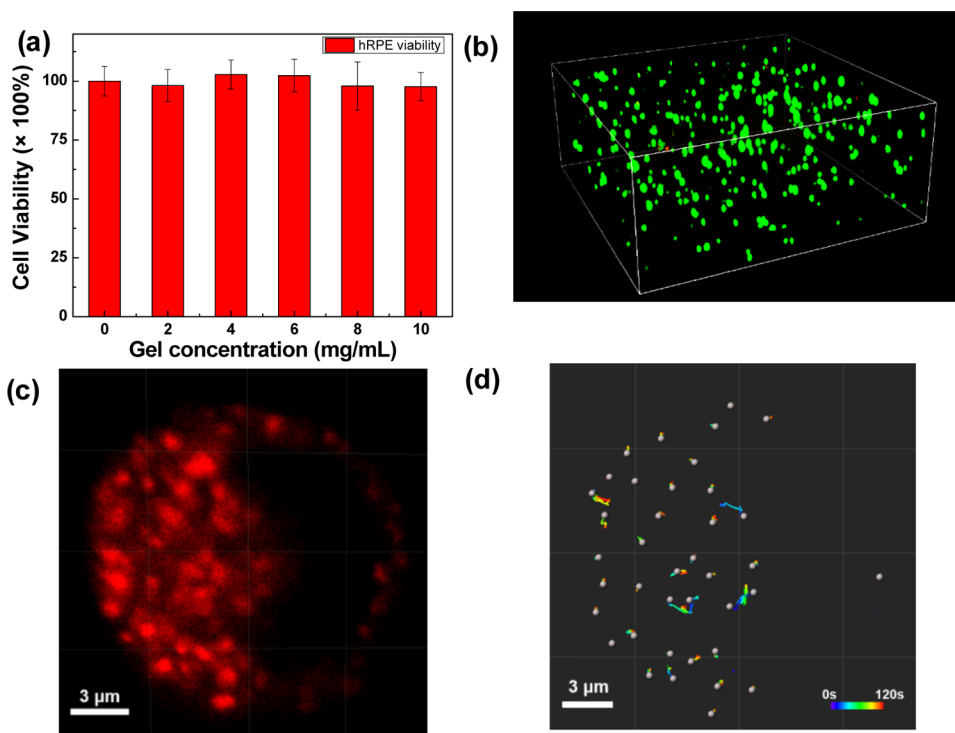 (a)
hRPE viability
Cell Viability (× 100%)
100
75
50
25
0
0 2 4 6 8 10
Gel concentration (mg/mL)
(b)
(c)
3 µm
(d)
3 µm
0s 120s